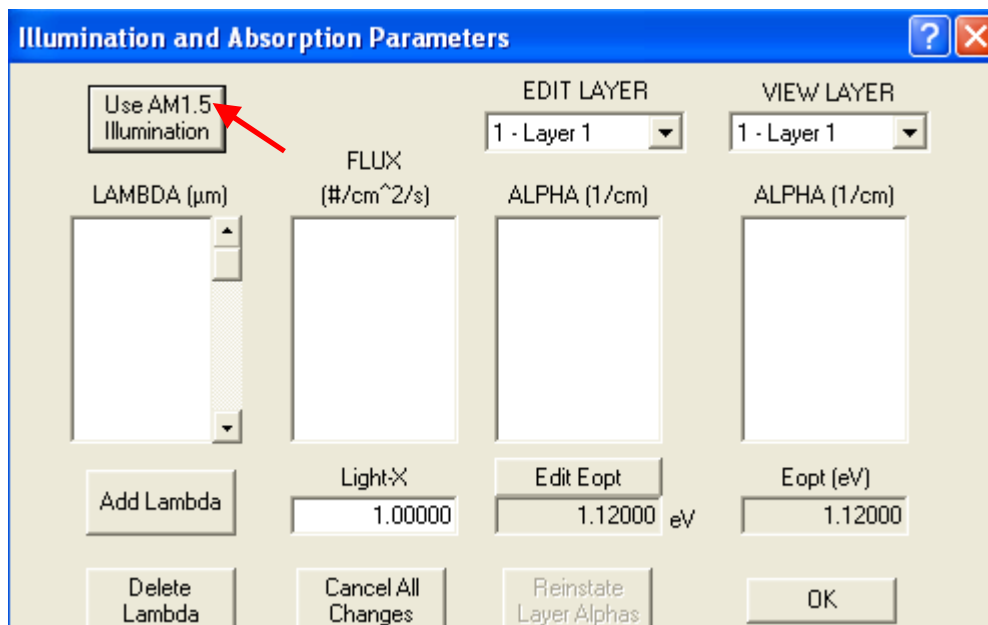 Illumination and Absorption Parameters
Use AM1.5
Illumination
EDIT LAYER
VIEW LAYER
1 - Layer 1
1 - Layer 1
FLUX
LAMBDA (µm)
(#/cm^2/s)
ALPHA (1/cm)
ALPHA (1/cm)
Add Lambda
Light-X
Edit Eopt
Eopt (eV)
1.00000
1.12000
eV
1.12000
Delete
Lambda
Cancel All
Changes
Reinstate
Layer Alphas
OK